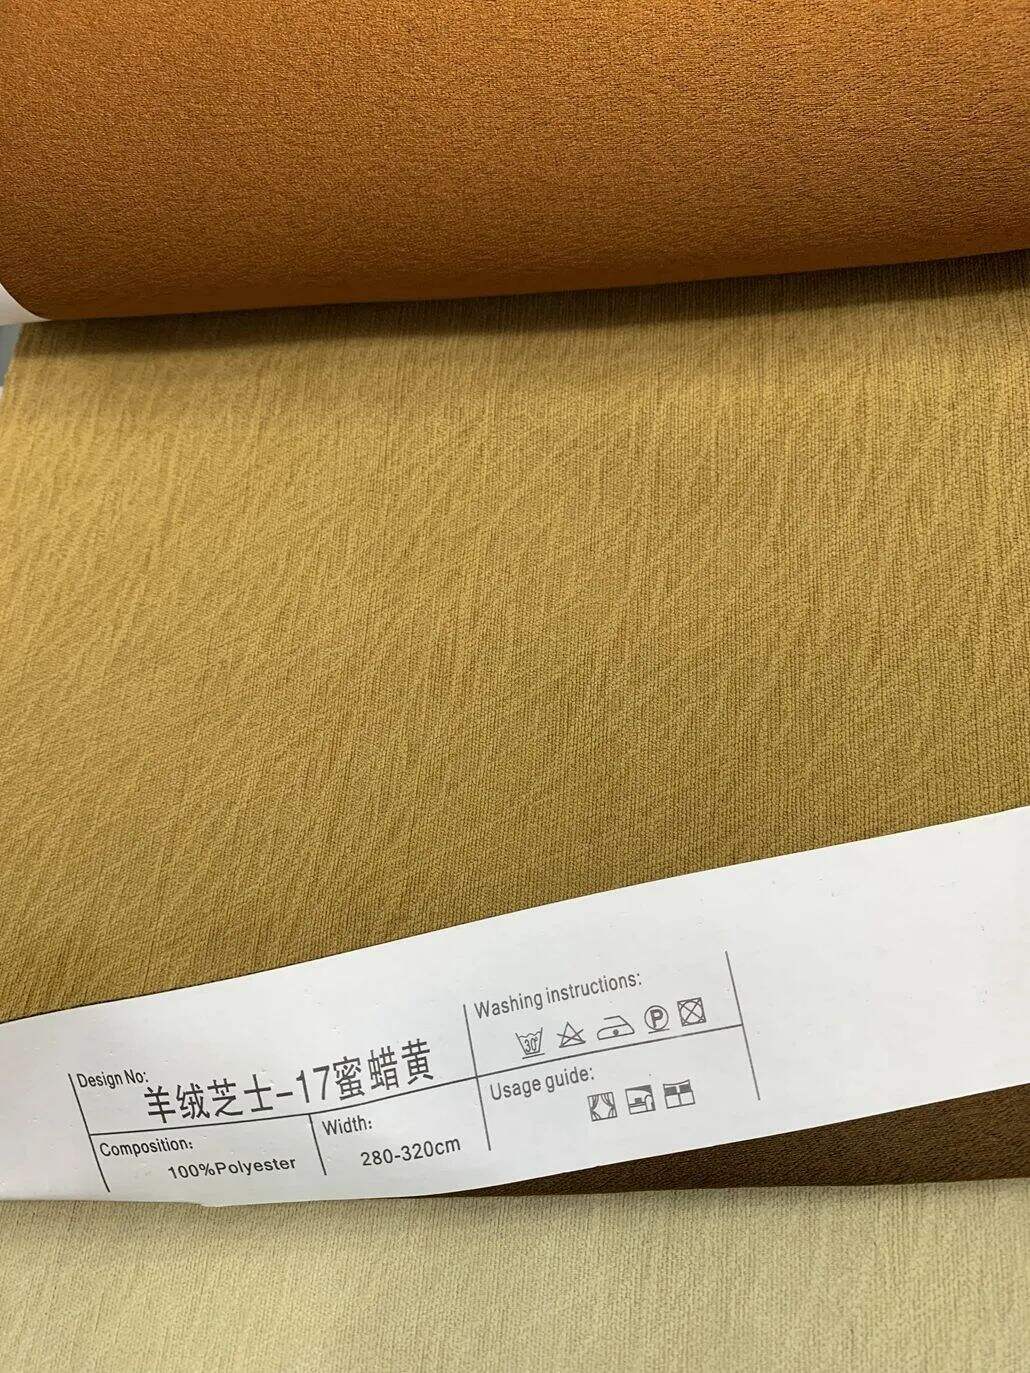 Design No:
羊绒芝士-17蜜蜡黄
Composition:
100%Polyester
Width:
280-320cm
Washing instructions:
30°
P
Usage guide: